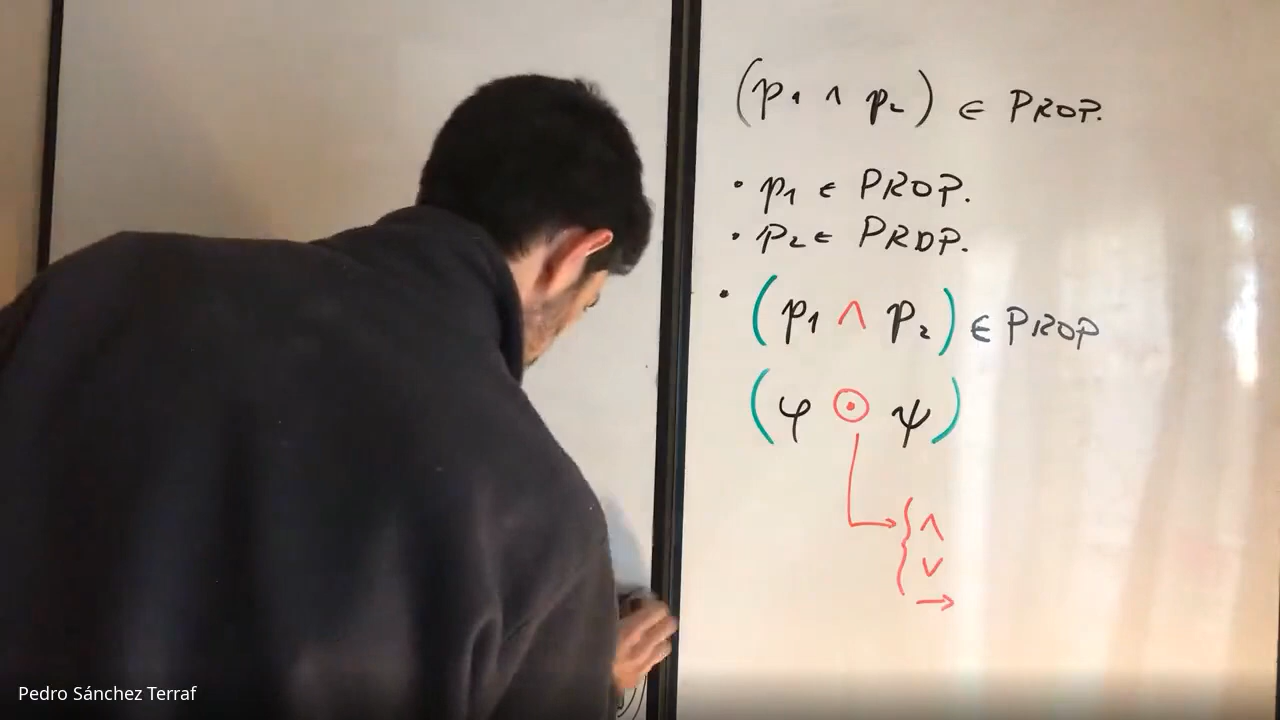 (p₁ ∧ p₂) ∈ PROP.
· p₁ ∈ PROP.
· p₂ ∈ PROP.
· (p₁ ∧ p₂) ∈ PROP
(φ ⊙ ψ)
{ ∧
∨
→
Pedro Sánchez Terraf